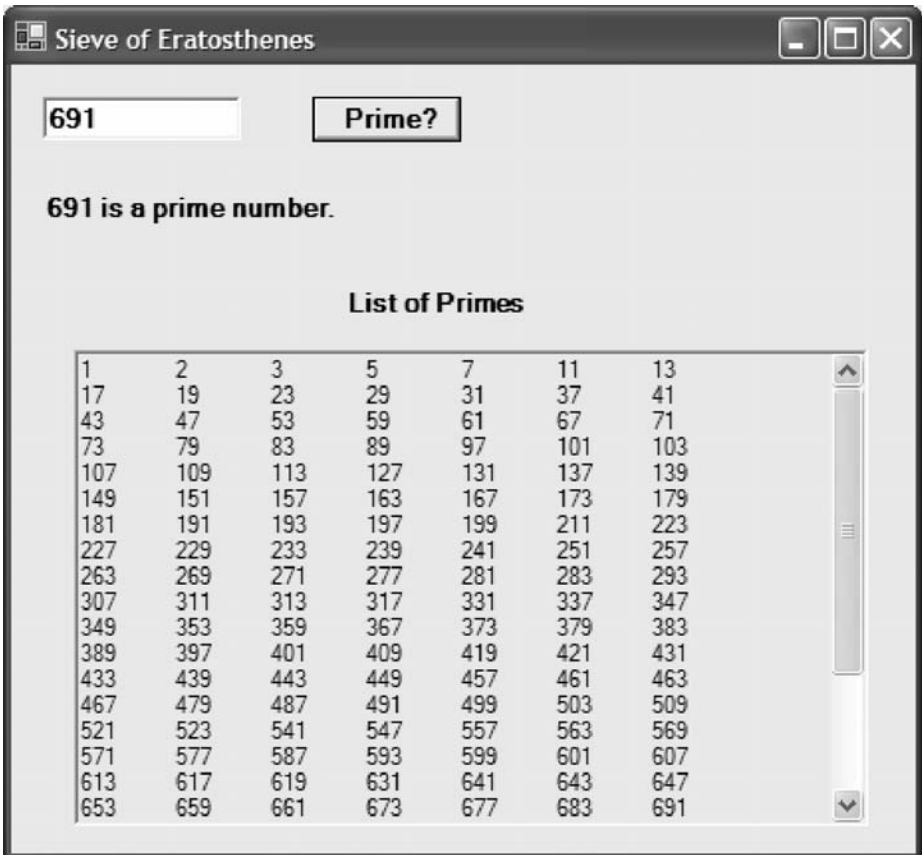 Sieve of Eratosthenes
691 Prime?
691 is a prime number.
List of Primes
1 2 3 5 7 11 13
17 19 23 29 31 37 41
43 47 53 59 61 67 71
73 79 83 89 97 101 103
107 109 113 127 131 137 139
149 151 157 163 167 173 179
181 191 193 197 199 211 223
227 229 233 239 241 251 257
263 269 271 277 281 283 293
307 311 313 317 331 337 347
349 353 359 367 373 379 383
389 397 401 409 419 421 431
433 439 443 449 457 461 463
467 479 487 491 499 503 509
521 523 541 547 557 563 569
571 577 587 593 599 601 607
613 617 619 631 641 643 647
653 659 661 673 677 683 691